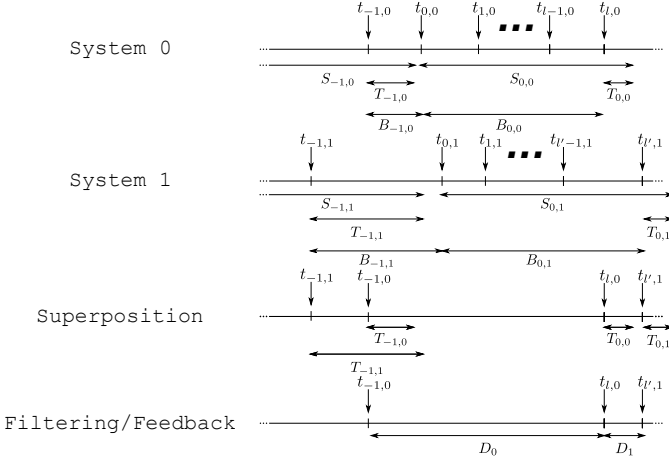 t_{-1,0} t_{0,0} t_{1,0} t_{l-1,0} t_{l,0}
System 0
S_{-1,0} S_{0,0}
T_{-1,0} T_{0,0}
B_{-1,0} B_{0,0}
t_{-1,1} t_{0,1} t_{1,1} t_{l'-1,1} t_{l',1}
System 1
S_{-1,1} S_{0,1}
T_{-1,1} T_{0,1}
B_{-1,1} B_{0,1}
t_{-1,1} t_{-1,0} t_{l,0} t_{l',1}
Superposition
T_{-1,0} T_{0,0} T_{0,1}
T_{-1,1}
t_{-1,0} t_{l,0} t_{l',1}
Filtering/Feedback
D_0 D_1